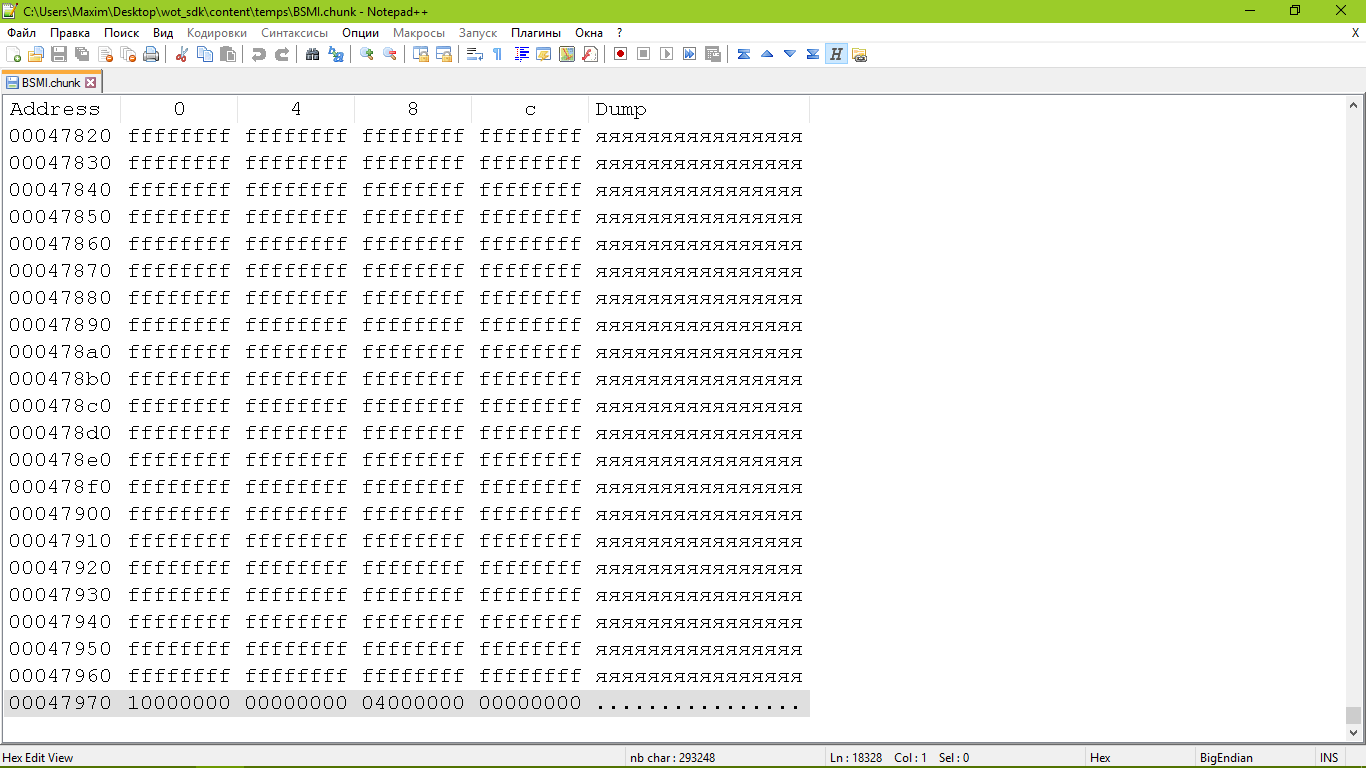 C:\Users\Maxim\Desktop\wot_sdk\content\temps\BSMI.chunk - Notepad++
Файл Правка Поиск Вид Кодировки Синтаксисы Опции Макросы Запуск Плагины Окна ? X
BSMI.chunk
Address 0 4 8 c Dump
00047820 ffffffff ffffffff ffffffff ffffffff яяяяяяяяяяяяяяяя
00047830 ffffffff ffffffff ffffffff ffffffff яяяяяяяяяяяяяяяя
00047840 ffffffff ffffffff ffffffff ffffffff яяяяяяяяяяяяяяяя
00047850 ffffffff ffffffff ffffffff ffffffff яяяяяяяяяяяяяяяя
00047860 ffffffff ffffffff ffffffff ffffffff яяяяяяяяяяяяяяяя
00047870 ffffffff ffffffff ffffffff ffffffff яяяяяяяяяяяяяяяя
00047880 ffffffff ffffffff ffffffff ffffffff яяяяяяяяяяяяяяяя
00047890 ffffffff ffffffff ffffffff ffffffff яяяяяяяяяяяяяяяя
000478a0 ffffffff ffffffff ffffffff ffffffff яяяяяяяяяяяяяяяя
000478b0 ffffffff ffffffff ffffffff ffffffff яяяяяяяяяяяяяяяя
000478c0 ffffffff ffffffff ffffffff ffffffff яяяяяяяяяяяяяяяя
000478d0 ffffffff ffffffff ffffffff ffffffff яяяяяяяяяяяяяяяя
000478e0 ffffffff ffffffff ffffffff ffffffff яяяяяяяяяяяяяяяя
000478f0 ffffffff ffffffff ffffffff ffffffff яяяяяяяяяяяяяяяя
00047900 ffffffff ffffffff ffffffff ffffffff яяяяяяяяяяяяяяяя
00047910 ffffffff ffffffff ffffffff ffffffff яяяяяяяяяяяяяяяя
00047920 ffffffff ffffffff ffffffff ffffffff яяяяяяяяяяяяяяяя
00047930 ffffffff ffffffff ffffffff ffffffff яяяяяяяяяяяяяяяя
00047940 ffffffff ffffffff ffffffff ffffffff яяяяяяяяяяяяяяяя
00047950 ffffffff ffffffff ffffffff ffffffff яяяяяяяяяяяяяяяя
00047960 ffffffff ffffffff ffffffff ffffffff яяяяяяяяяяяяяяяя
00047970 10000000 00000000 04000000 00000000 ................
Hex Edit View nb char : 293248 Ln : 18328 Col : 1 Sel : 0 Hex BigEndian INS